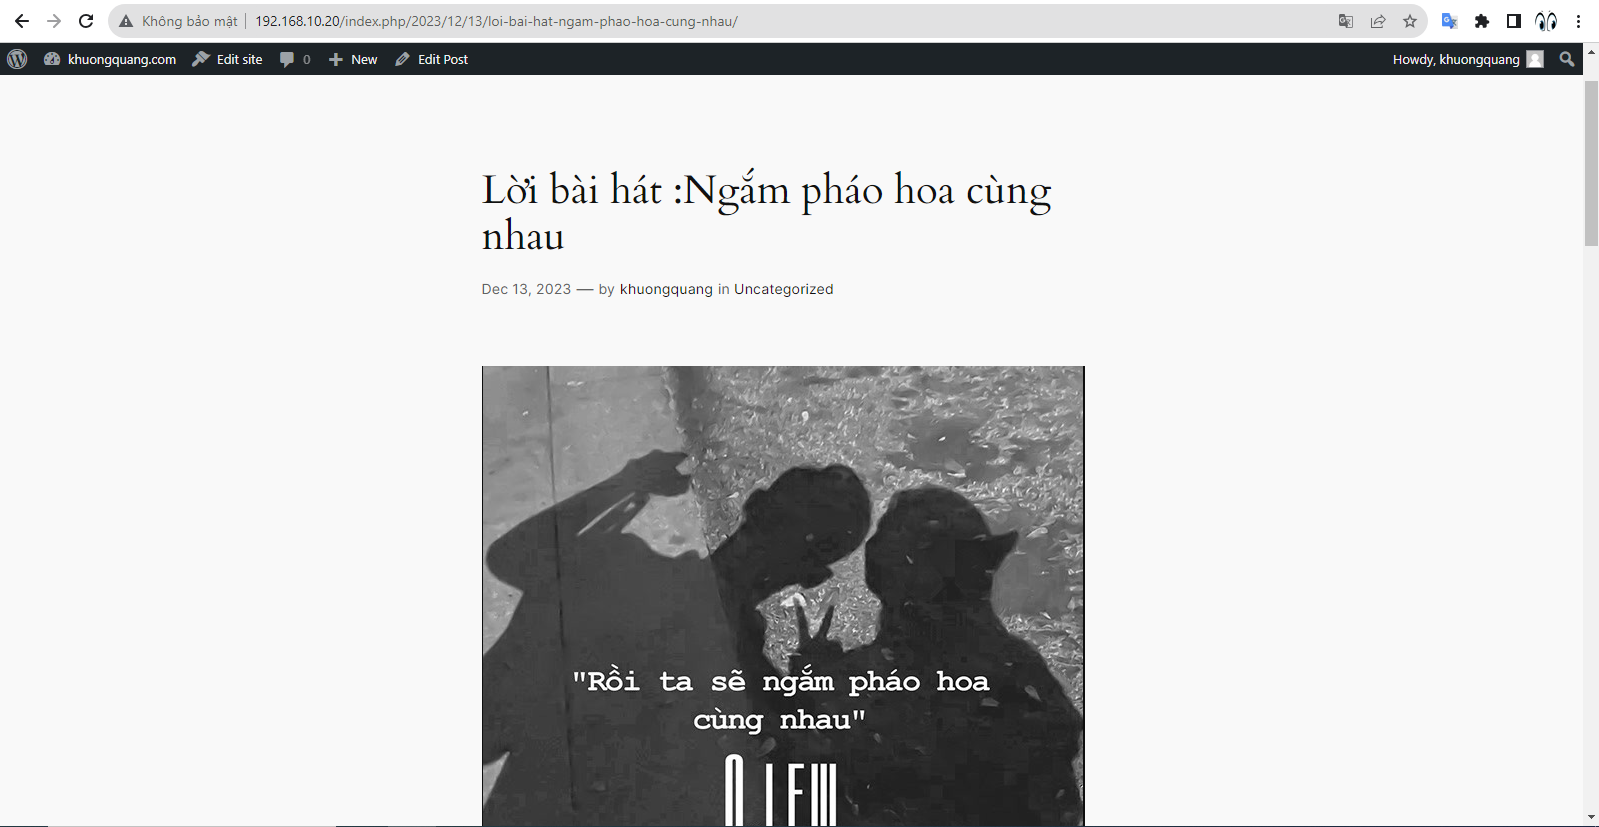 Không bảo mật 192.168.10.20/index.php/2023/12/13/loi-bai-hat-ngam-phao-hoa-cung-nhau/
khuongquang.com Edit site 0 New Edit Post Howdy, khuongquang
Lời bài hát :Ngắm pháo hoa cùng
nhau
Dec 13, 2023 — by khuongquang in Uncategorized
"Rồi ta sẽ ngắm pháo hoa
cùng nhau"